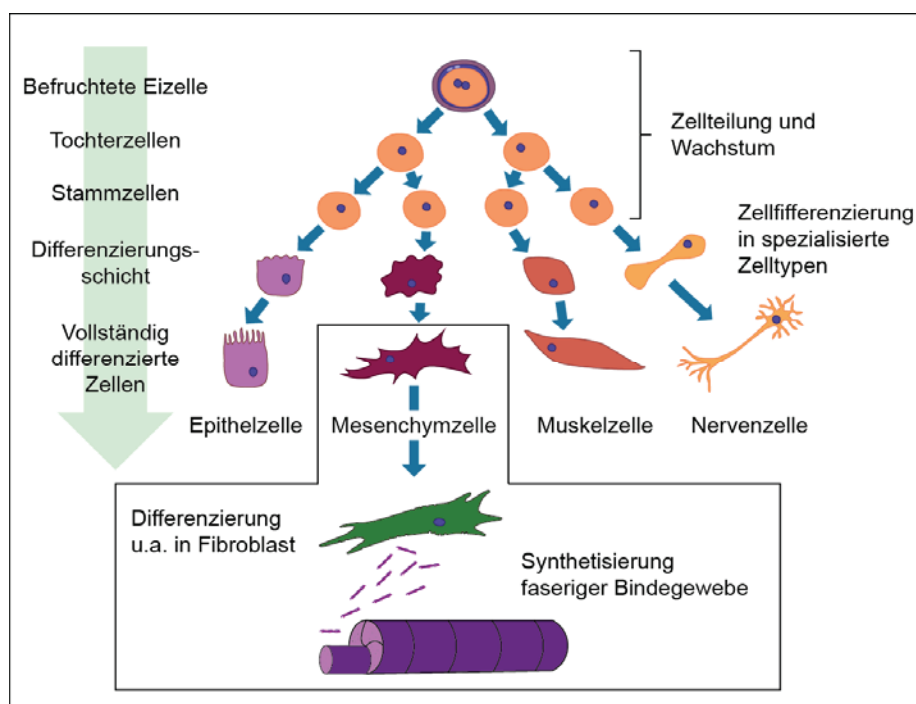 Befruchtete Eizelle
Tochterzellen
Stammzellen
Differenzierungs-
schicht
Vollständig
differenzierte
Zellen
Zellteilung und
Wachstum
Zellfifferenzierung
in spezialisierte
Zelltypen
Epithelzelle
Mesenchymzelle
Muskelzelle
Nervenzelle
Differenzierung
u.a. in Fibroblast
Synthetisierung
faseriger Bindegewebe